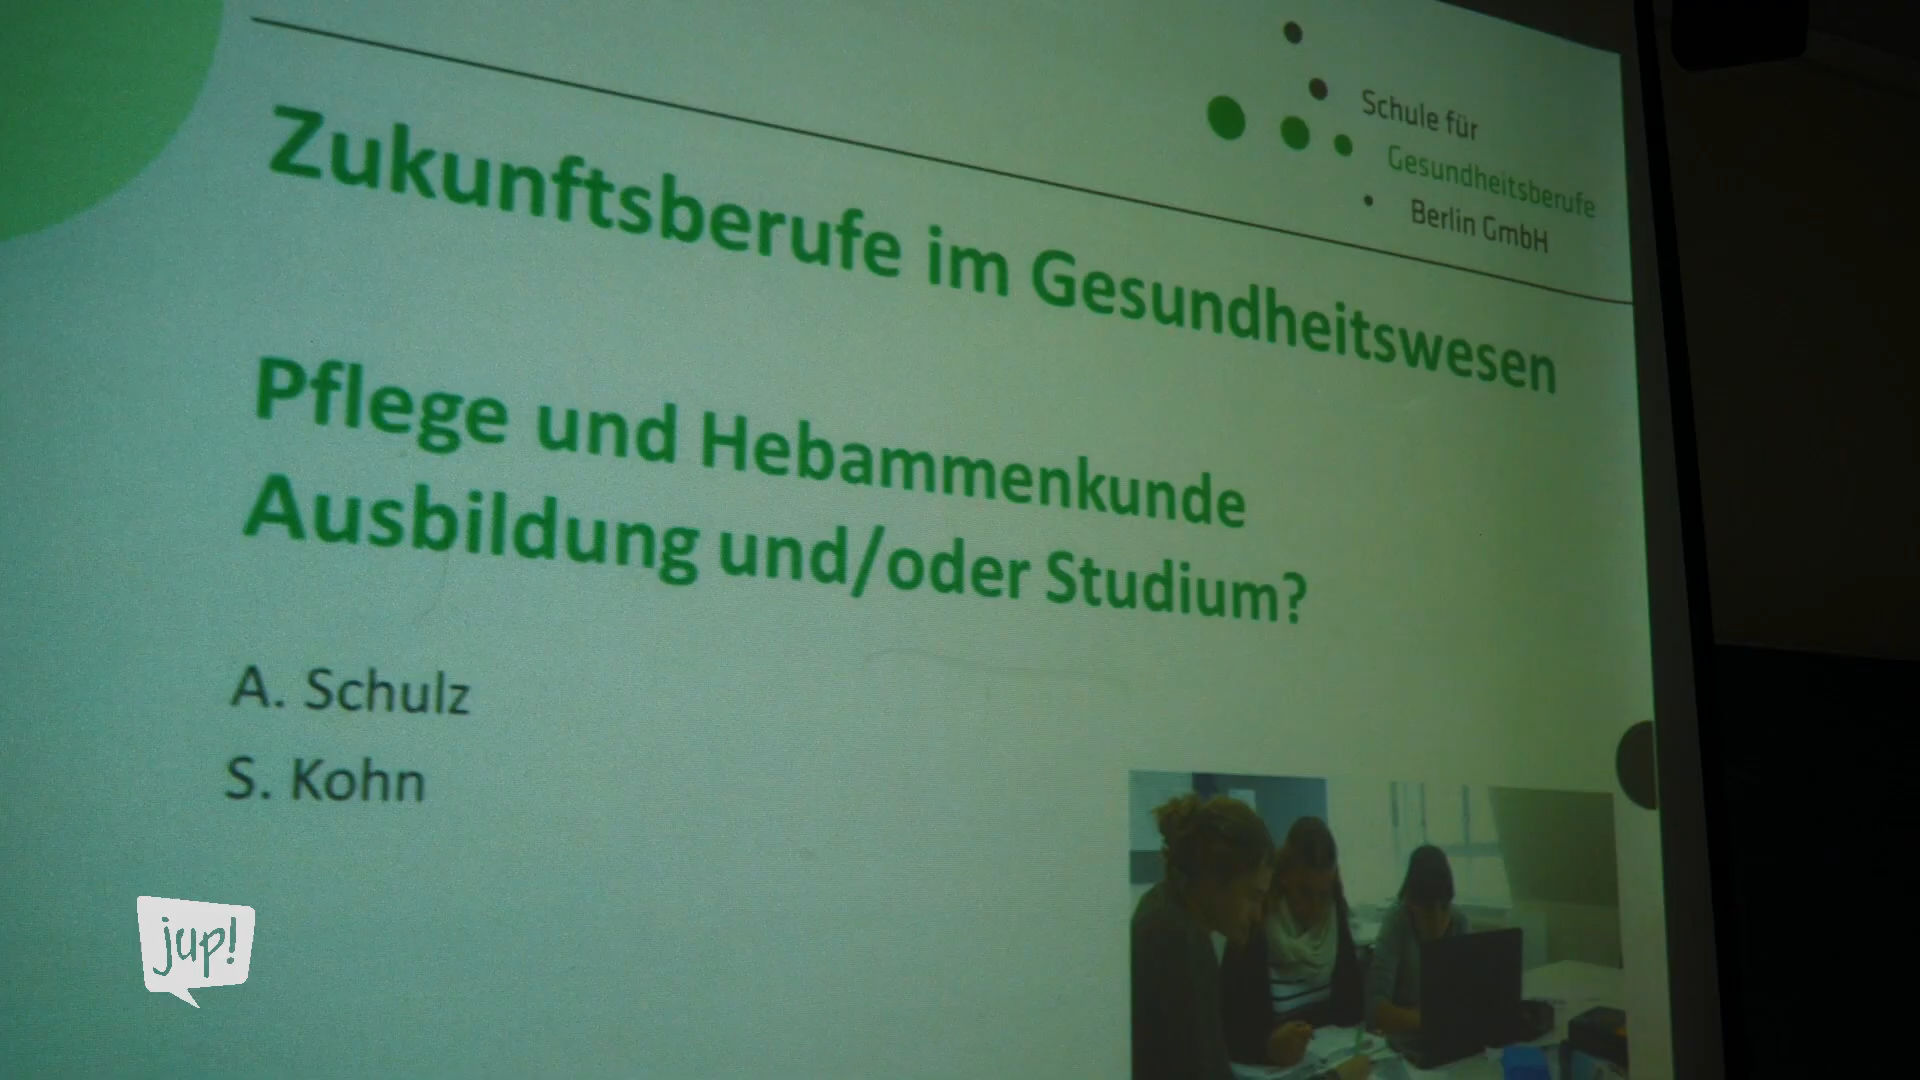 Schule für
Gesundheitsberufe
Berlin GmbH
Zukunftsberufe im Gesundheitswesen
Pflege und Hebammenkunde
Ausbildung und/oder Studium?
A. Schulz
S. Kohn
jup!